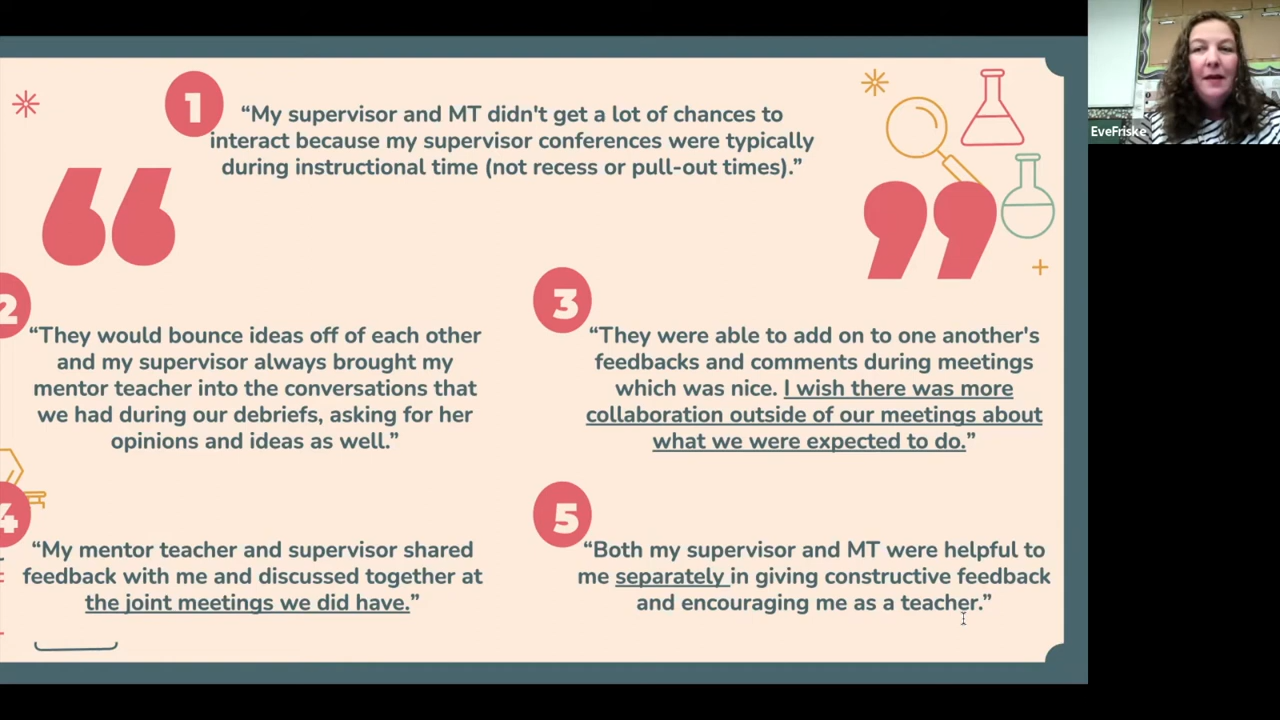 1
“My supervisor and MT didn't get a lot of chances to
interact because my supervisor conferences were typically
during instructional time (not recess or pull-out times).”
EveFriske
“ ”
2
“They would bounce ideas off of each other
and my supervisor always brought my
mentor teacher into the conversations that
we had during our debriefs, asking for her
opinions and ideas as well.”
3
“They were able to add on to one another's
feedbacks and comments during meetings
which was nice. I wish there was more
collaboration outside of our meetings about
what we were expected to do.”
4
“My mentor teacher and supervisor shared
feedback with me and discussed together at
the joint meetings we did have.”
5
“Both my supervisor and MT were helpful to
me separately in giving constructive feedback
and encouraging me as a teacher.”